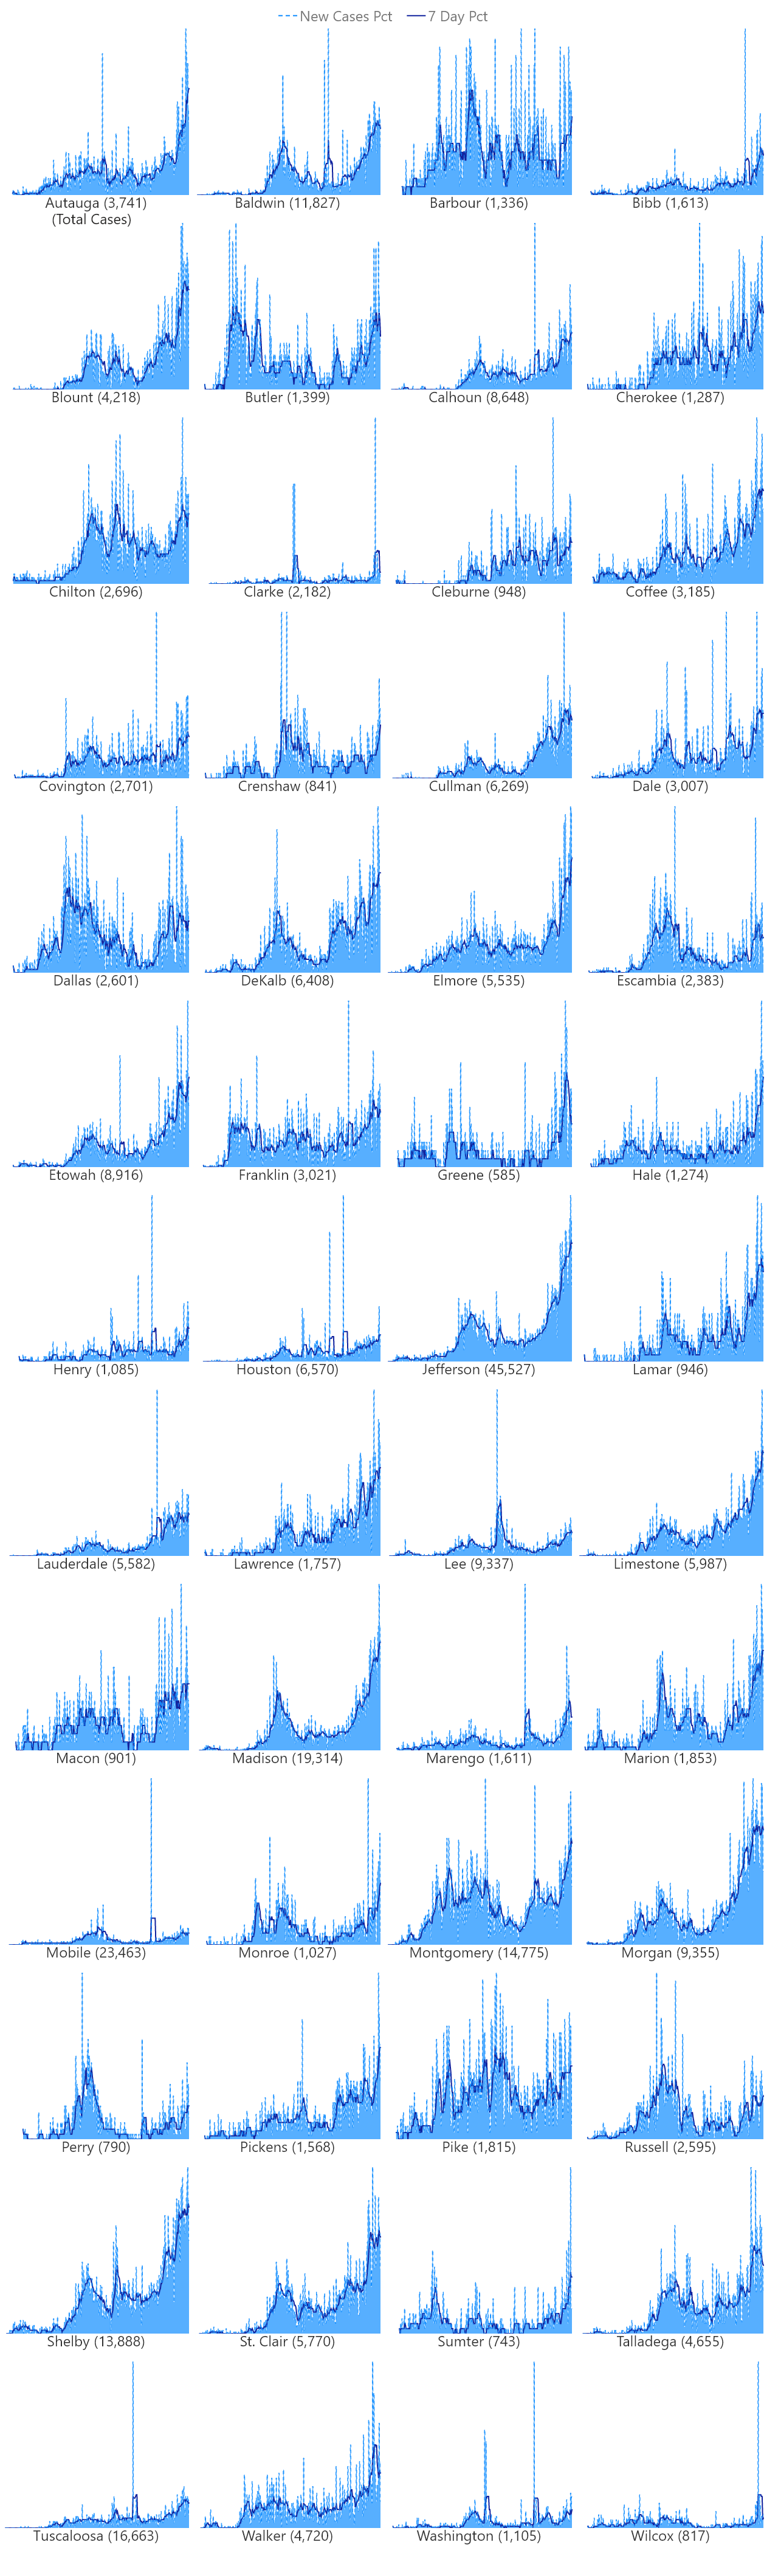 New Cases Pct 7 Day Pct
Autauga (3,741) Baldwin (11,827) Barbour (1,336) Bibb (1,613)
(Total Cases)
Blount (4,218) Butler (1,399) Calhoun (8,648) Cherokee (1,287)
Chilton (2,696) Clarke (2,182) Cleburne (948) Coffee (3,185)
Covington (2,701) Crenshaw (841) Cullman (6,269) Dale (3,007)
Dallas (2,601) DeKalb (6,408) Elmore (5,535) Escambia (2,383)
Etowah (8,916) Franklin (3,021) Greene (585) Hale (1,274)
Henry (1,085) Houston (6,570) Jefferson (45,527) Lamar (946)
Lauderdale (5,582) Lawrence (1,757) Lee (9,337) Limestone (5,987)
Macon (901) Madison (19,314) Marengo (1,611) Marion (1,853)
Mobile (23,463) Monroe (1,027) Montgomery (14,775) Morgan (9,355)
Perry (790) Pickens (1,568) Pike (1,815) Russell (2,595)
Shelby (13,888) St. Clair (5,770) Sumter (743) Talladega (4,655)
Tuscaloosa (16,663) Walker (4,720) Washington (1,105) Wilcox (817)